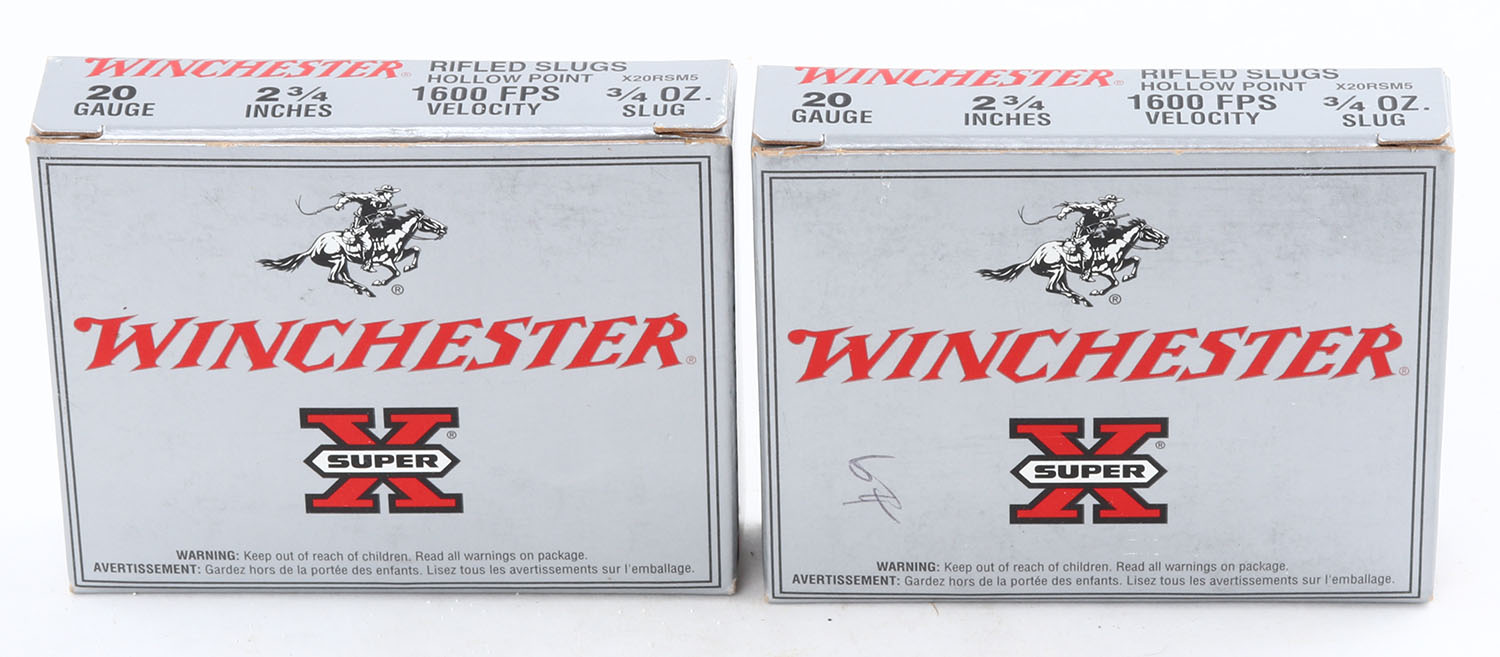 WINCHESTER® RIFLED SLUGS
HOLLOW POINT X20RSM5
20 2 3/4 1600 FPS 3/4 OZ.
GAUGE INCHES VELOCITY SLUG
®
WINCHESTER®
X®
SUPER
WARNING: Keep out of reach of children. Read all warnings on package.
AVERTISSEMENT: Gardez hors de la portée des enfants. Lisez tous les avertissements sur l'emballage.
WINCHESTER® RIFLED SLUGS
HOLLOW POINT X20RSM5
20 2 3/4 1600 FPS 3/4 OZ.
GAUGE INCHES VELOCITY SLUG
®
WINCHESTER®
X®
SUPER
WARNING: Keep out of reach of children. Read all warnings on package.
AVERTISSEMENT: Gardez hors de la portée des enfants. Lisez tous les avertissements sur l'emballage.